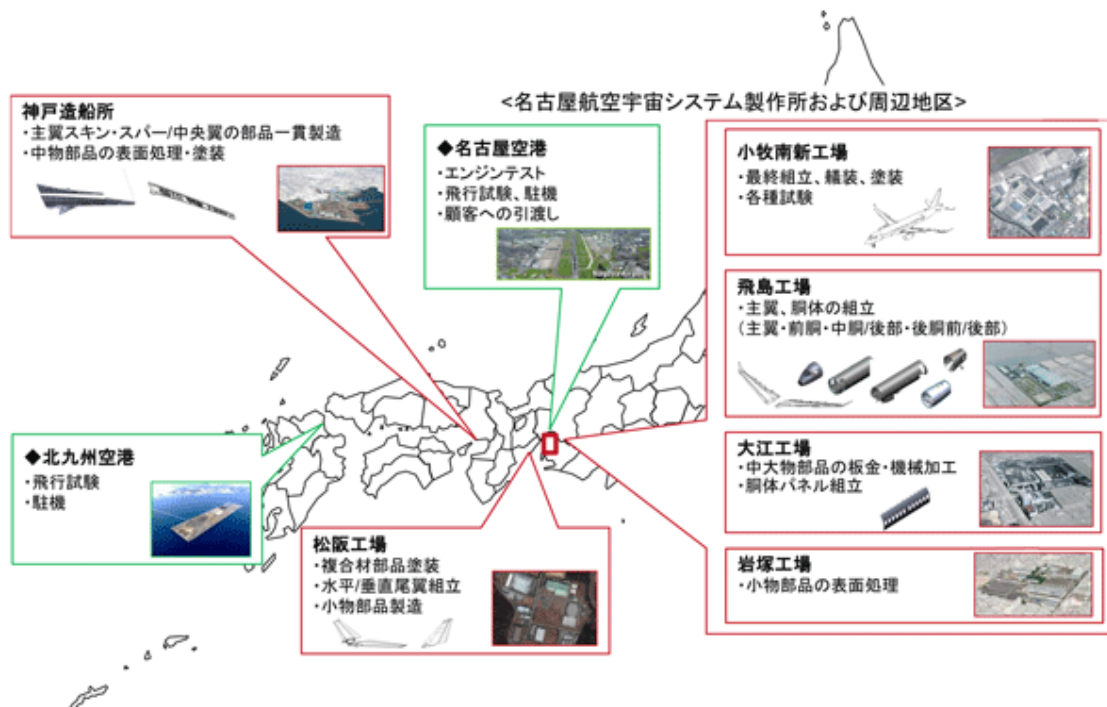 <名古屋航空宇宙システム製作所および周辺地区>
神戸造船所
・主翼スキン・スパー/中央翼の部品一貫製造
・中物部品の表面処理・塗装
◆名古屋空港
・エンジンテスト
・飛行試験、駐機
・顧客への引渡し
小牧南新工場
・最終組立、艤装、塗装
・各種試験
飛島工場
・主翼、胴体の組立
(主翼・前胴・中胴/後部・後胴前/後部)
◆北九州空港
・飛行試験
・駐機
大江工場
・中大物部品の板金・機械加工
・胴体パネル組立
松阪工場
・複合材部品塗装
・水平/垂直尾翼組立
・小物部品製造
岩塚工場
・小物部品の表面処理